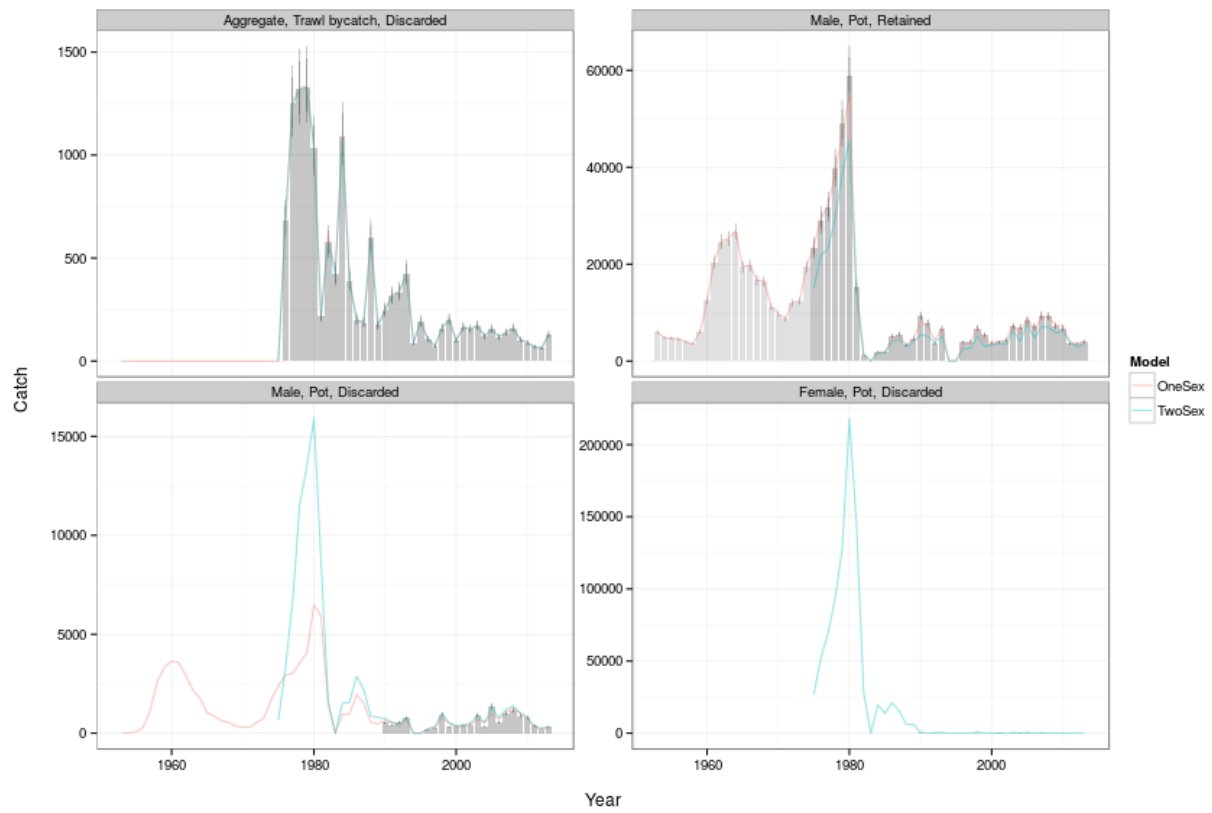 Aggregate, Trawl bycatch, Discarded
Male, Pot, Retained
1500
1000
500
0
60000
40000
20000
0
Catch
Male, Pot, Discarded
Female, Pot, Discarded
15000
10000
5000
0
200000
150000
100000
50000
0
Model
OneSex
TwoSex
1960 1980 2000
1960 1980 2000
Year